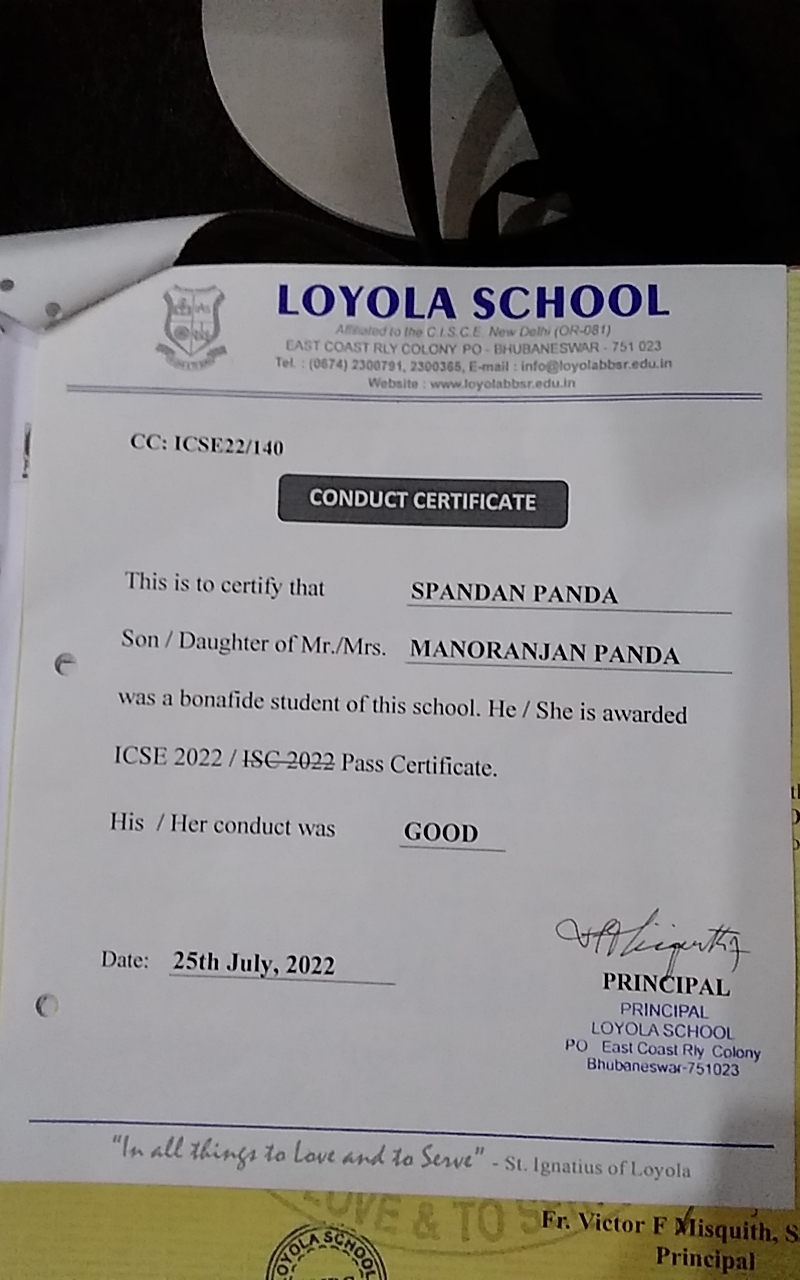 LOYOLA SCHOOL
Affiliated to the C.I.S.C.E. New Delhi (OR-081)
EAST COAST RLY COLONY PO - BHUBANESWAR - 751 023
Tel. : (0674) 2300791, 2300365, E-mail : info@loyolabbsr.edu.in
Website : www.loyolabbsr.edu.in
CC: ICSE22/140
CONDUCT CERTIFICATE
This is to certify that SPANDAN PANDA
Son / Daughter of Mr./Mrs. MANORANJAN PANDA
was a bonafide student of this school. He / She is awarded
ICSE 2022 / ISC 2022 Pass Certificate.
His / Her conduct was GOOD
Date: 25th July, 2022
PRINCIPAL
PRINCIPAL
LOYOLA SCHOOL
PO East Coast Rly Colony
Bhubaneswar-751023
"In all things to Love and to Serve" - St. Ignatius of Loyola
LOVE & TO
Fr. Victor F Misquith, S
Principal
LOYOLA SCHOOL